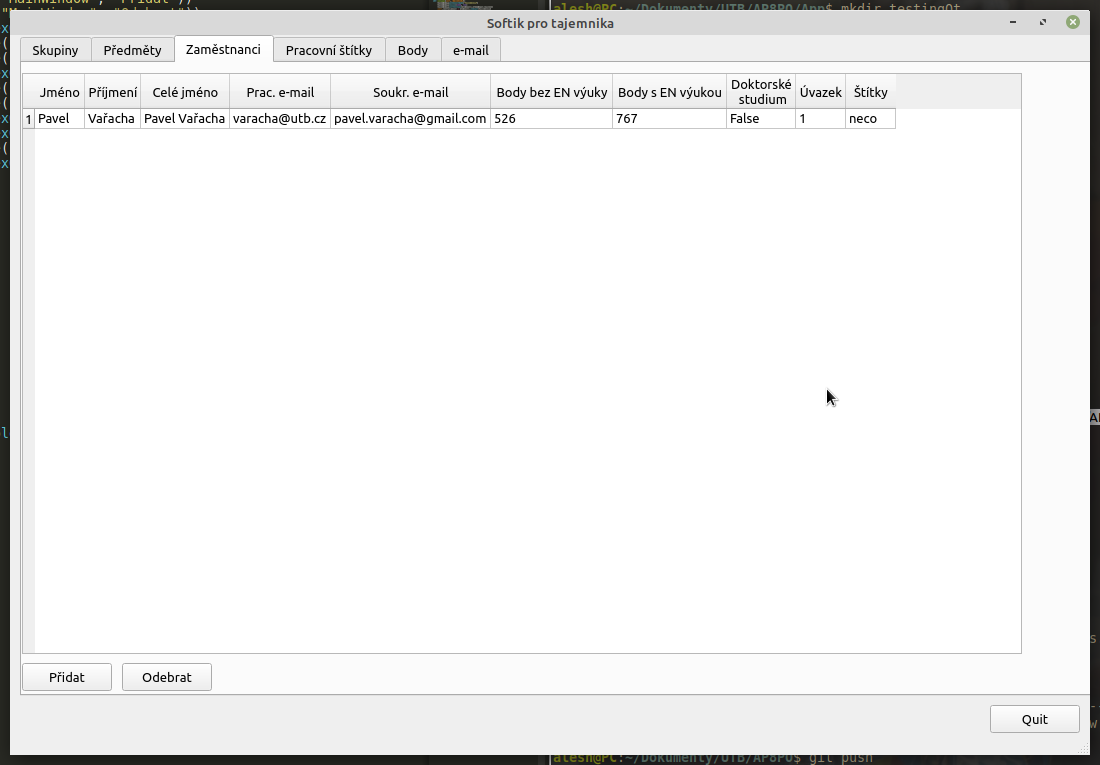 alesh@PC:~/Dokumenty/UTB/AP8PO/App$ mkdir testingQt
Softik pro tajemnika
Skupiny Předměty Zaměstnanci Pracovní štítky Body e-mail
Jméno Příjmení Celé jméno Prac. e-mail Soukr. e-mail Body bez EN výuky Body s EN výukou Doktorské studium Úvazek Štítky
1 Pavel Vařacha Pavel Vařacha varacha@utb.cz pavel.varacha@gmail.com 526 767 False 1 neco
Přidat Odebrat
Quit
alesh@PC:~/Dokumenty/UTB/AP8PO$ git push